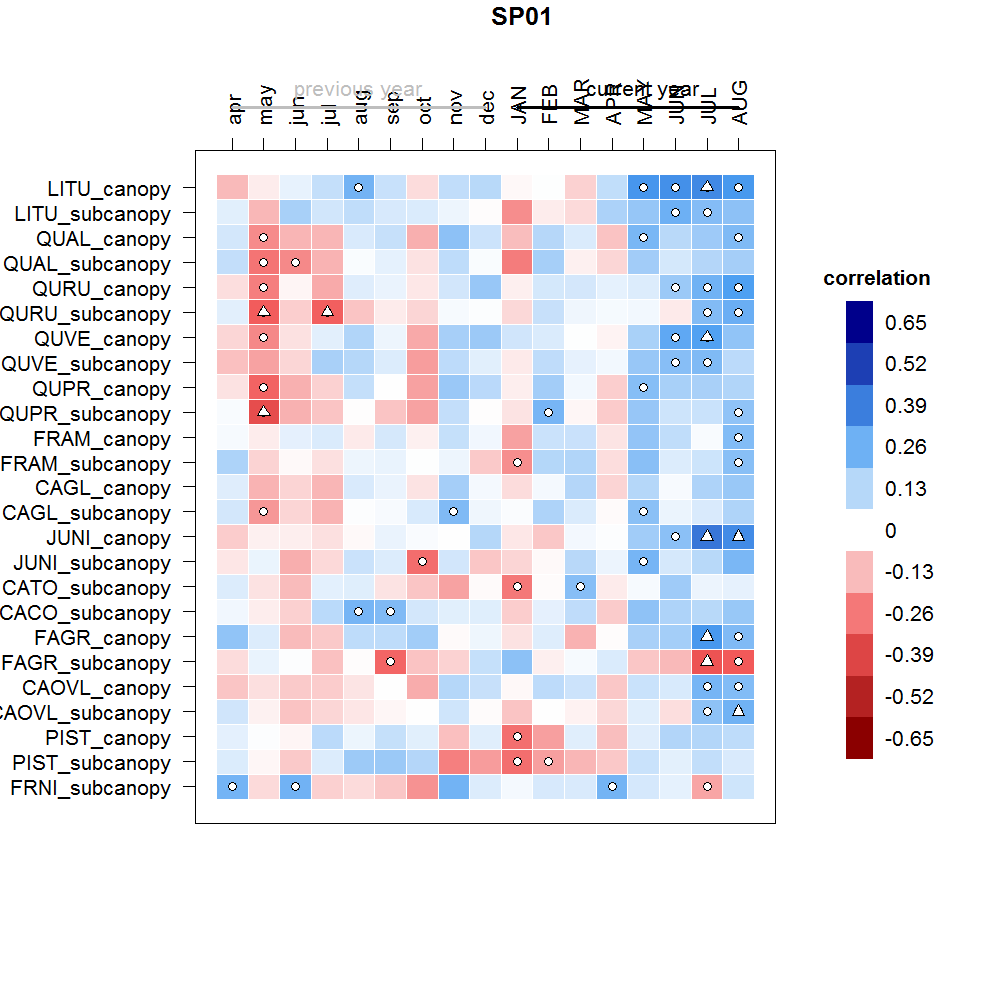 SP01
previous year
current year
apr
may
jun
jul
aug
sep
oct
nov
dec
JAN
FEB
MAR
APR
MAY
JUN
JUL
AUG
LITU_canopy
LITU_subcanopy
QUAL_canopy
QUAL_subcanopy
QURU_canopy
QURU_subcanopy
QUVE_canopy
QUVE_subcanopy
QUPR_canopy
QUPR_subcanopy
FRAM_canopy
FRAM_subcanopy
CAGL_canopy
CAGL_subcanopy
JUNI_canopy
JUNI_subcanopy
CATO_subcanopy
CACO_subcanopy
FAGR_canopy
FAGR_subcanopy
CAOVL_canopy
CAOVL_subcanopy
PIST_canopy
PIST_subcanopy
FRNI_subcanopy
correlation
0.65
0.52
0.39
0.26
0.13
0
-0.13
-0.26
-0.39
-0.52
-0.65